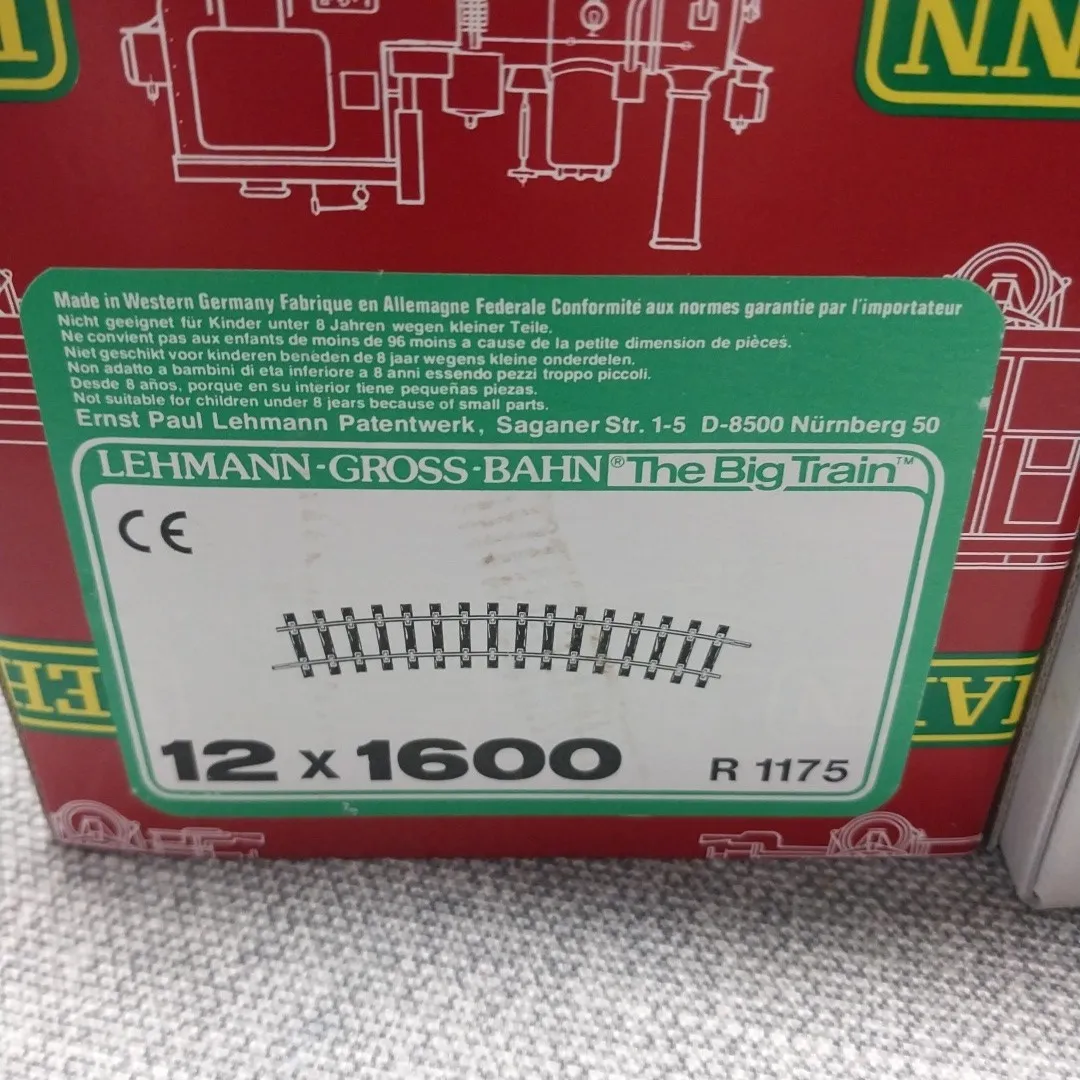 NN
Made in Western Germany Fabrique en Allemagne Federale Conformité aux normes garantie par l'importateur
Nicht geeignet für Kinder unter 8 Jahren wegen kleiner Teile.
Ne convient pas aux enfants de moins de 96 moins a cause de la petite dimension de pièces.
Niet geschikt voor kinderen beneden de 8 jaar wegens kleine onderdelen.
Non adatto a bambini di eta inferiore a 8 anni essendo pezzi troppo piccoli.
Desde 8 años, porque en su interior tiene pequeñas piezas.
Not suitable for children under 8 jears because of small parts.
Ernst Paul Lehmann Patentwerk, Saganer Str. 1-5 D-8500 Nürnberg 50
LEHMANN-GROSS-BAHN® The Big Train™
CE
12 x 1600 R 1175